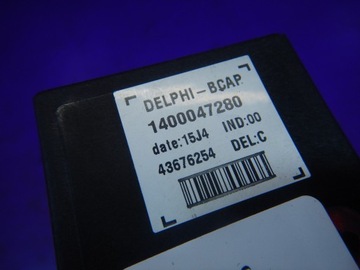 DELPHI-BCAP
1400047280
date:15J4 IND:00
43676254 DEL:C